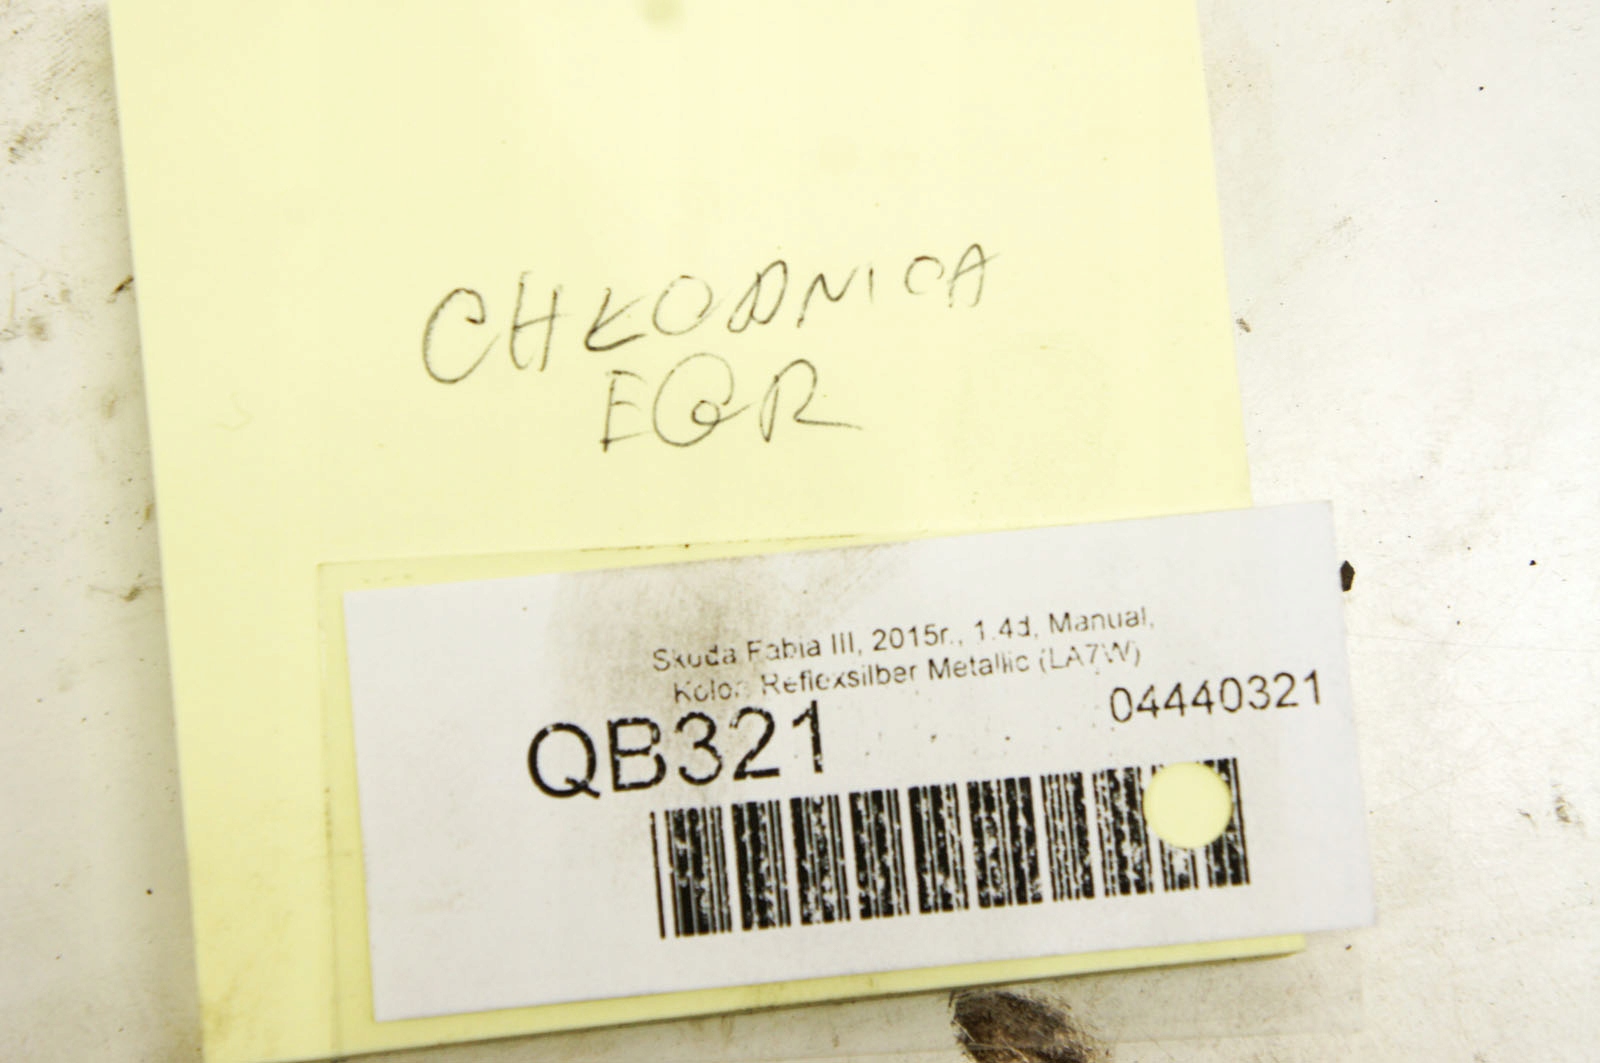 CHŁODNICA
EGR
Skoda Fabia III, 2015r., 1.4d, Manual,
Kolor: Reflexsilber Metallic (LA7W)
QB321
04440321